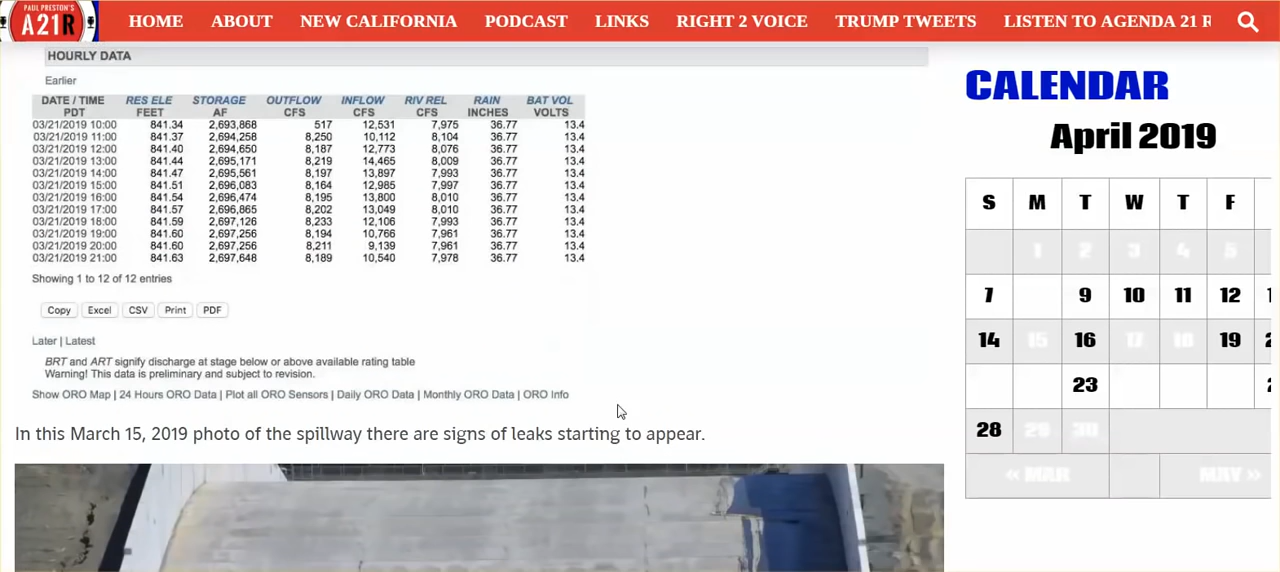 PAUL PRESTON'S
A21R
HOME ABOUT NEW CALIFORNIA PODCAST LINKS RIGHT 2 VOICE TRUMP TWEETS LISTEN TO AGENDA 21 R
HOURLY DATA
Earlier
DATE / TIME RES ELE STORAGE OUTFLOW INFLOW RIV REL RAIN BAT VOL
PDT FEET AF CFS CFS CFS INCHES VOLTS
03/21/2019 10:00 841.34 2,693,868 517 12,531 7,975 36.77 13.4
03/21/2019 11:00 841.37 2,694,258 8,250 10,112 8,104 36.77 13.4
03/21/2019 12:00 841.40 2,694,650 8,187 12,773 8,076 36.77 13.4
03/21/2019 13:00 841.44 2,695,171 8,219 14,465 8,009 36.77 13.4
03/21/2019 14:00 841.47 2,695,561 8,197 13,897 7,993 36.77 13.4
03/21/2019 15:00 841.51 2,696,083 8,164 12,985 7,997 36.77 13.4
03/21/2019 16:00 841.54 2,696,474 8,195 13,800 8,010 36.77 13.4
03/21/2019 17:00 841.57 2,696,865 8,202 13,049 8,010 36.77 13.4
03/21/2019 18:00 841.59 2,697,126 8,233 12,106 7,993 36.77 13.4
03/21/2019 19:00 841.60 2,697,256 8,194 10,766 7,961 36.77 13.4
03/21/2019 20:00 841.60 2,697,256 8,211 9,139 7,961 36.77 13.4
03/21/2019 21:00 841.63 2,697,648 8,189 10,540 7,978 36.77 13.4
Showing 1 to 12 of 12 entries
Copy Excel CSV Print PDF
Later | Latest
BRT and ART signify discharge at stage below or above available rating table
Warning! This data is preliminary and subject to revision.
Show ORO Map | 24 Hours ORO Data | Plot all ORO Sensors | Daily ORO Data | Monthly ORO Data | ORO Info
In this March 15, 2019 photo of the spillway there are signs of leaks starting to appear.
CALENDAR
April 2019
S M T W T F
1 2 3 4 5
7 9 10 11 12
14 15 16 17 18 19
23
28 29 30
« MAR MAY »